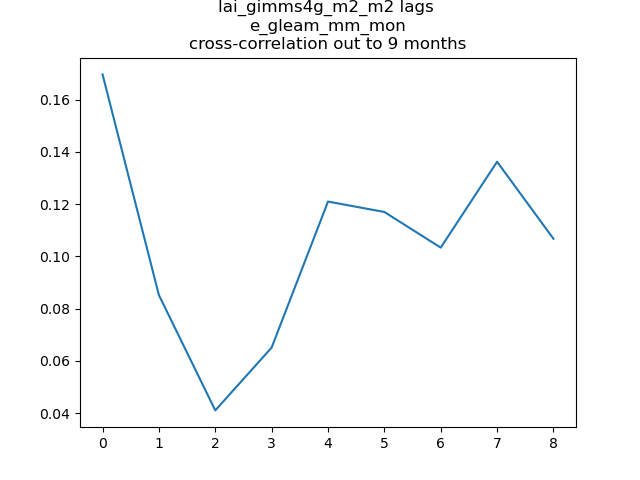 lai_gimms4g_m2_m2 lags
e_gleam_mm_mon
cross-correlation out to 9 months
0.16
0.14
0.12
0.10
0.08
0.06
0.04
0 1 2 3 4 5 6 7 8